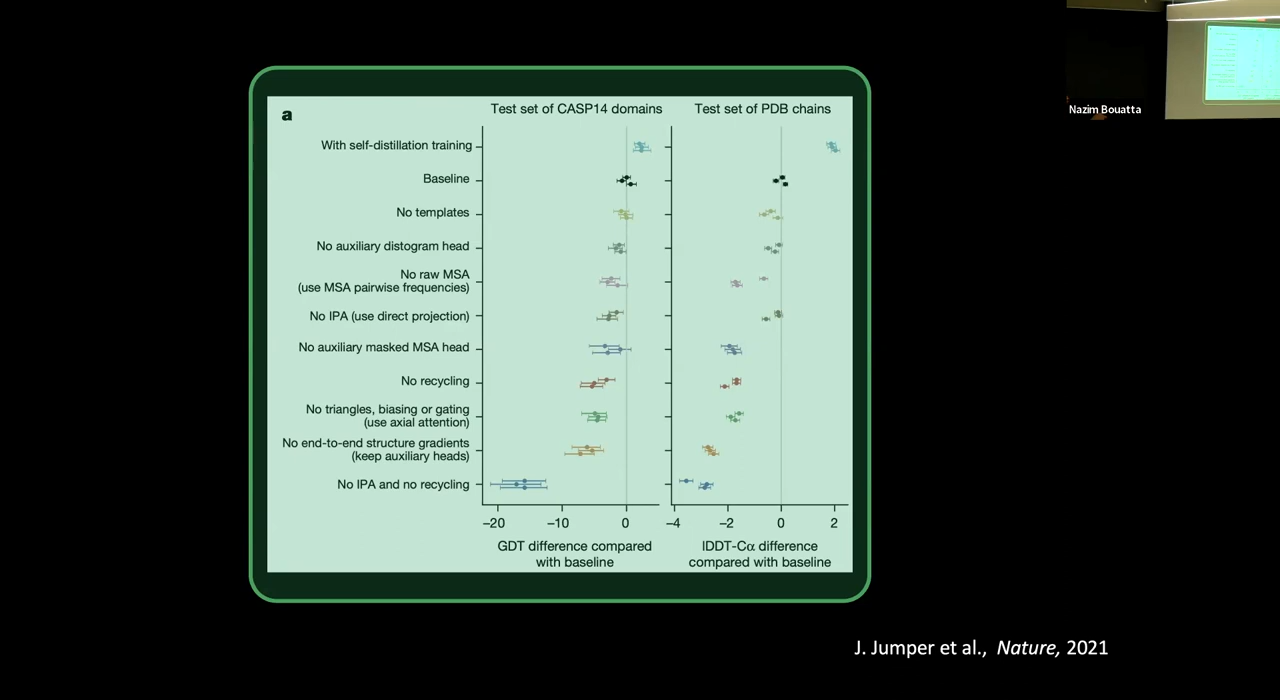 Nazim Bouatta
a
Test set of CASP14 domains
Test set of PDB chains
With self-distillation training
Baseline
No templates
No auxiliary distogram head
No raw MSA
(use MSA pairwise frequencies)
No IPA (use direct projection)
No auxiliary masked MSA head
No recycling
No triangles, biasing or gating
(use axial attention)
No end-to-end structure gradients
(keep auxiliary heads)
No IPA and no recycling
−20 −10 0
−4 −2 0 2
GDT difference compared
with baseline
lDDT-Cα difference
compared with baseline
J. Jumper et al., Nature, 2021